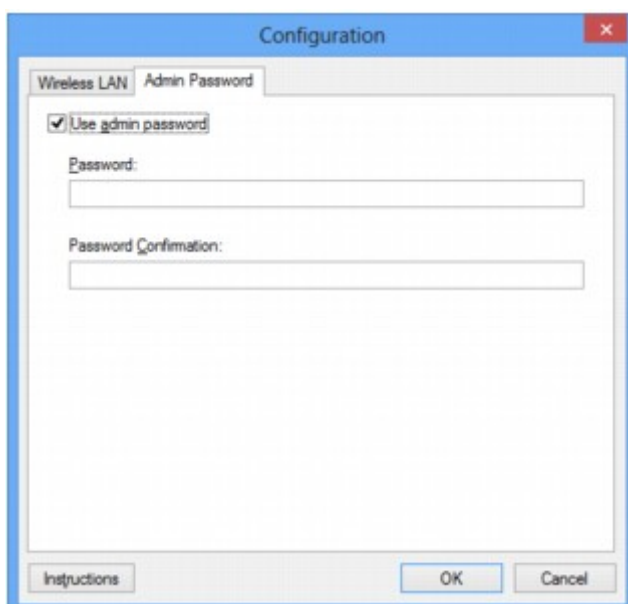 Configuration
Wireless LAN Admin Password
Use admin password
Password:
Password Confirmation:
Instructions OK Cancel